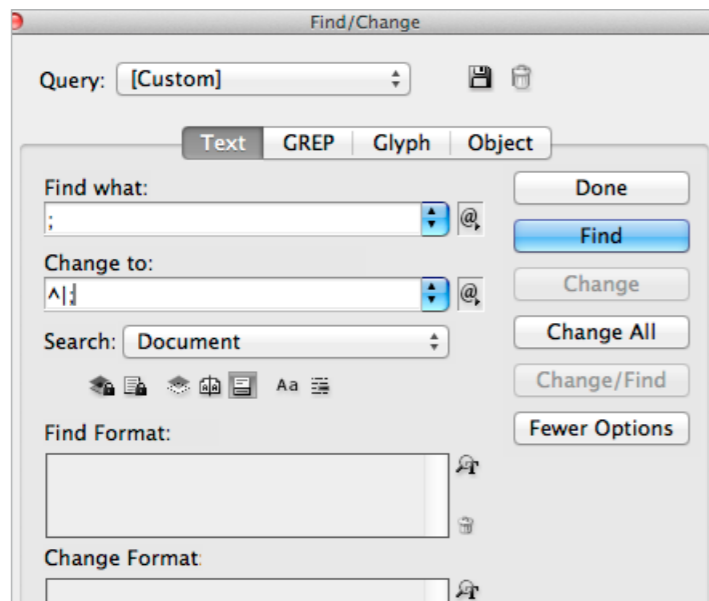 Find/Change
Query: [Custom]
Text GREP Glyph Object
Find what:
;
Done
Find
Change to:
^|;
Change
Search: Document
Change All
Aa
Change/Find
Find Format:
Fewer Options
Change Format: